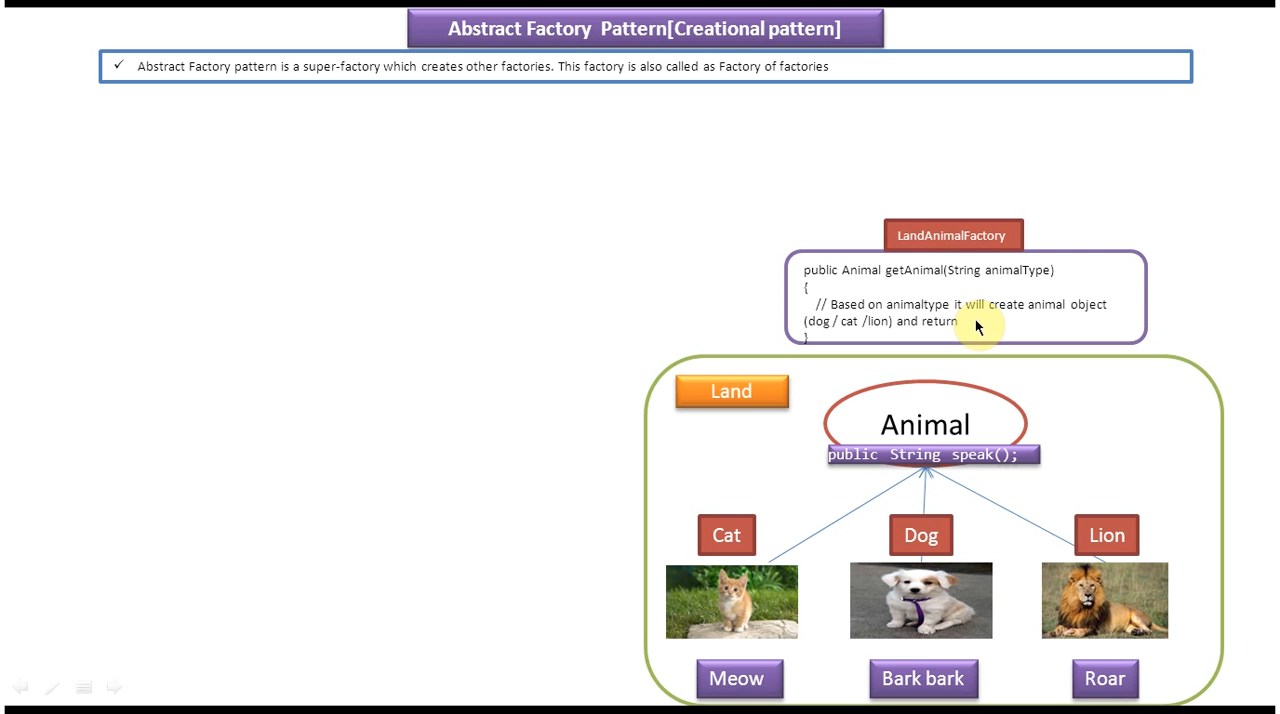 Abstract Factory Pattern[Creational pattern]
✓ Abstract Factory pattern is a super-factory which creates other factories. This factory is also called as Factory of factories
LandAnimalFactory
public Animal getAnimal(String animalType)
{
// Based on animaltype it will create animal object
(dog / cat /lion) and return
}
Land
Animal
public String speak();
Cat
Dog
Lion
Meow
Bark bark
Roar